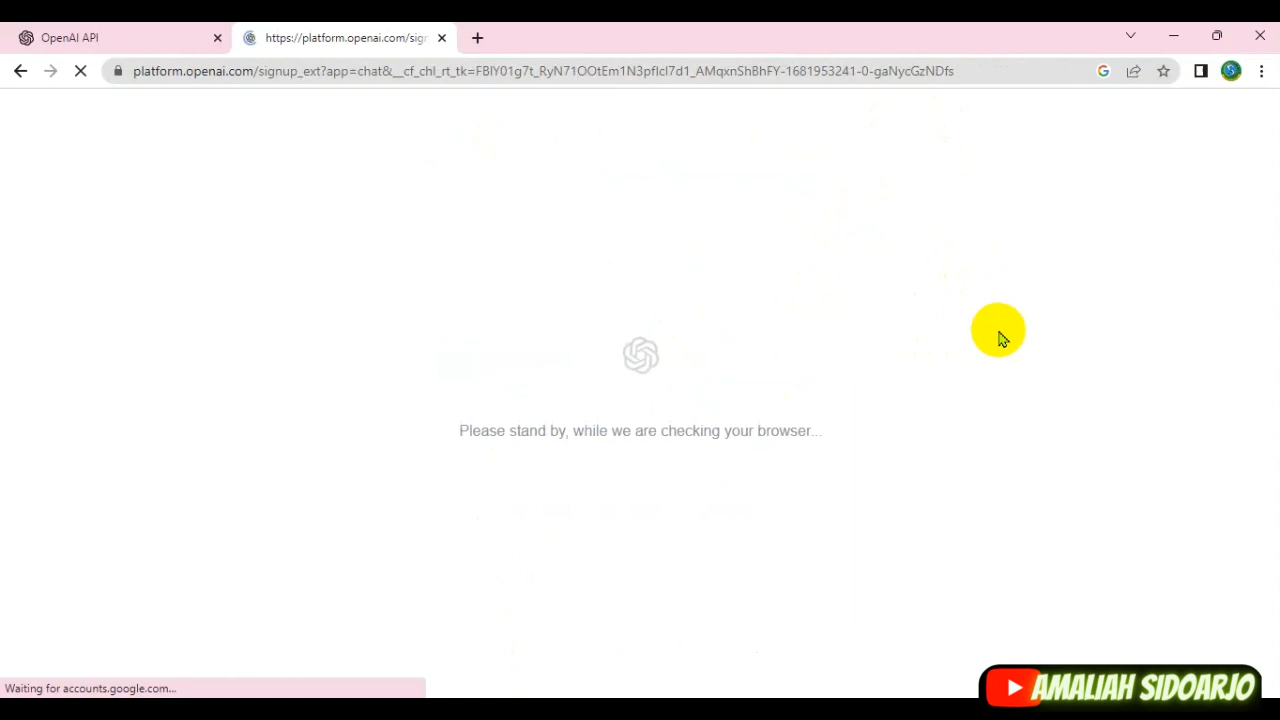 OpenAI API
https://platform.openai.com/sigr
platform.openai.com/signup_ext?app=chat&__cf_chl_rt_tk=FBlY01g7t_RyN71OOtEm1N3pfIcl7d1_AMqxnShBhFY-1681953241-0-gaNycGzNDfs
Please stand by, while we are checking your browser...
Waiting for accounts.google.com...
AMALIAH SIDOARJO